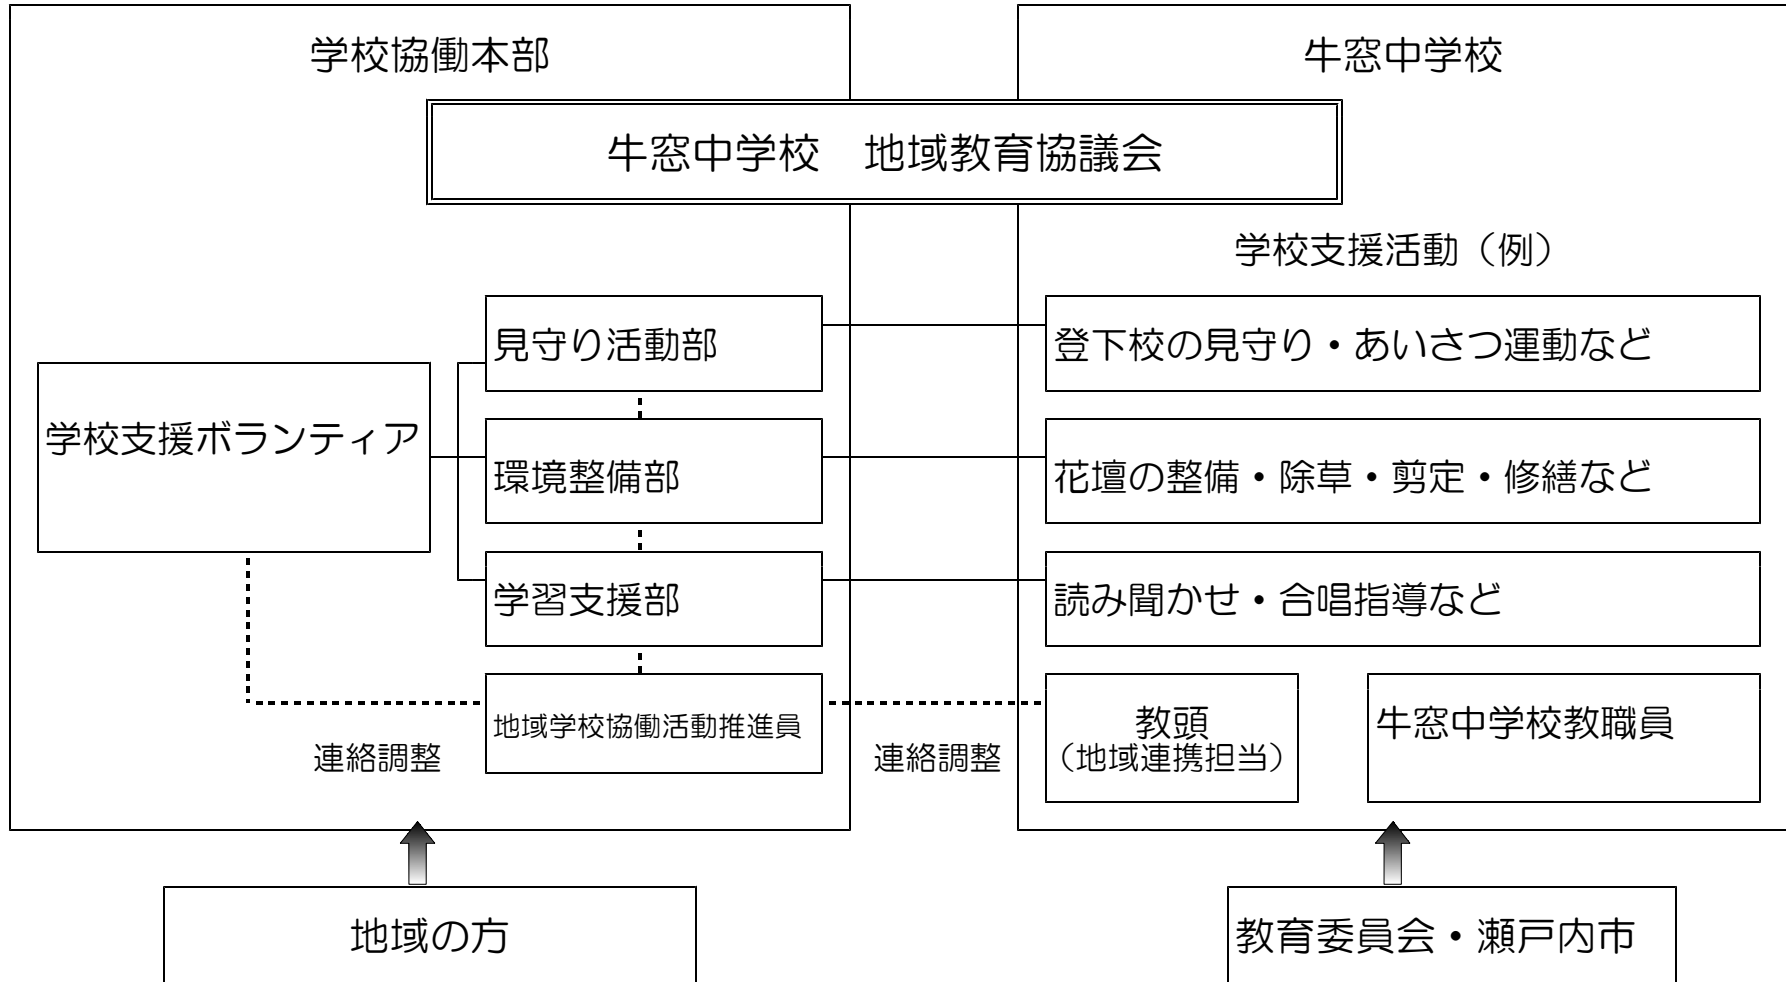 学校協働本部
牛窓中学校
牛窓中学校　地域教育協議会
学校支援活動（例）
見守り活動部
登下校の見守り・あいさつ運動など
学校支援ボランティア
環境整備部
花壇の整備・除草・剪定・修繕など
学習支援部
読み聞かせ・合唱指導など
地域学校協働活動推進員
教頭
（地域連携担当）
牛窓中学校教職員
連絡調整
連絡調整
地域の方
教育委員会・瀬戸内市